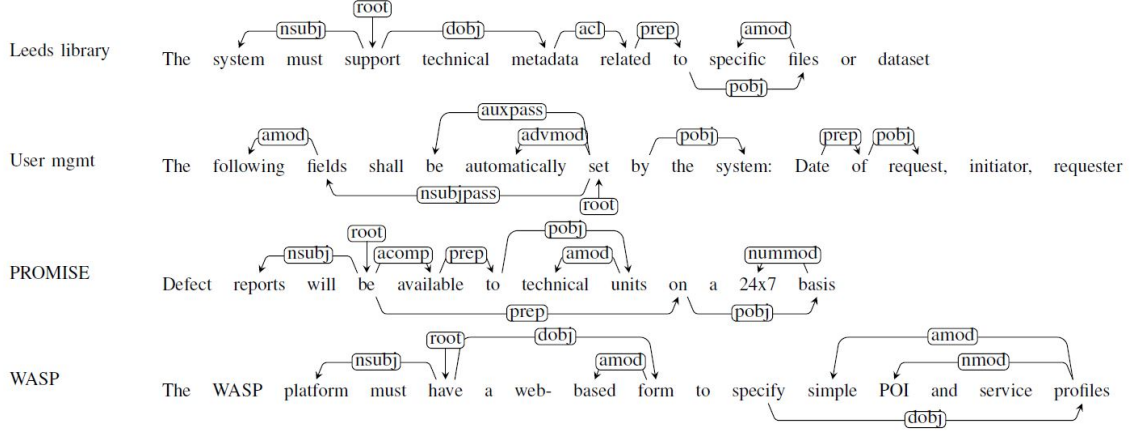 root
nsubj dobj acl prep amod
Leeds library The system must support technical metadata related to specific files or dataset
pobj
auxpass
amod advmod pobj prep pobj
User mgmt The following fields shall be automatically set by the system: Date of request, initiator, requester
nsubjpass
root
pobj
root
nsubj acomp prep amod nummod
PROMISE Defect reports will be available to technical units on a 24x7 basis
prep pobj
root dobj amod
nsubj amod nmod
WASP The WASP platform must have a web- based form to specify simple POI and service profiles
dobj